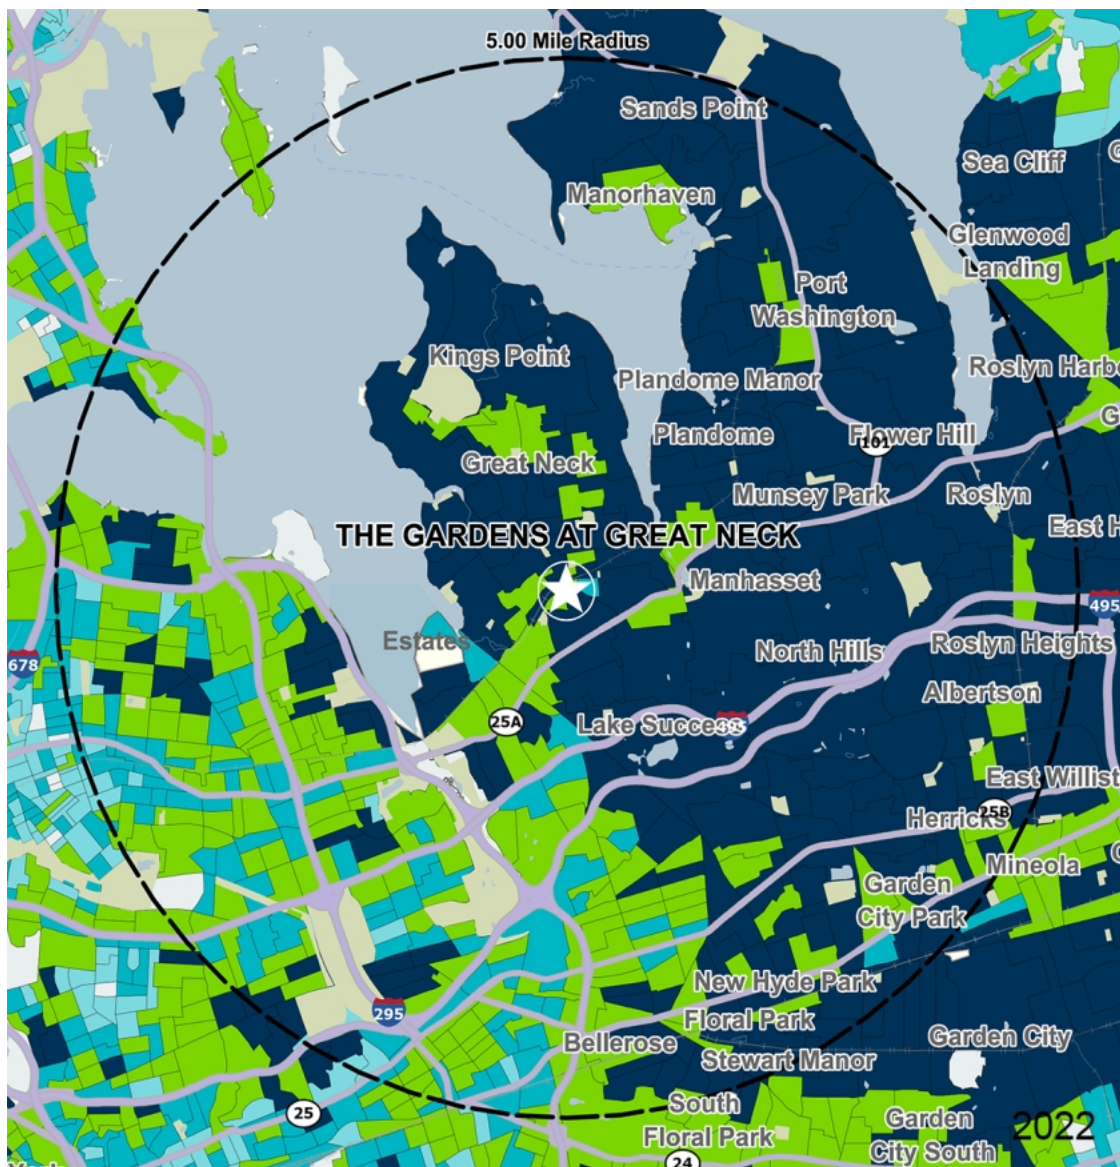 5.00 Mile Radius
Sands Point
Sea Cliff
G
Manorhaven
Glenwood
Landing
Port
Washington
Kings Point
Plandome Manor
Roslyn Harbo
G
Plandome
Flower Hill
101
Great Neck
Munsey Park
Roslyn
THE GARDENS AT GREAT NECK
East H
Manhasset
495
Estates
North Hills
Roslyn Heights
678
Albertson
25A
Lake Success
495
East Willist
Herricks
25B
Mineola
Garden
City Park
New Hyde Park
295
Floral Park
Bellerose
Garden City
Stewart Manor
25
South
Floral Park
Garden
City South
2022
24